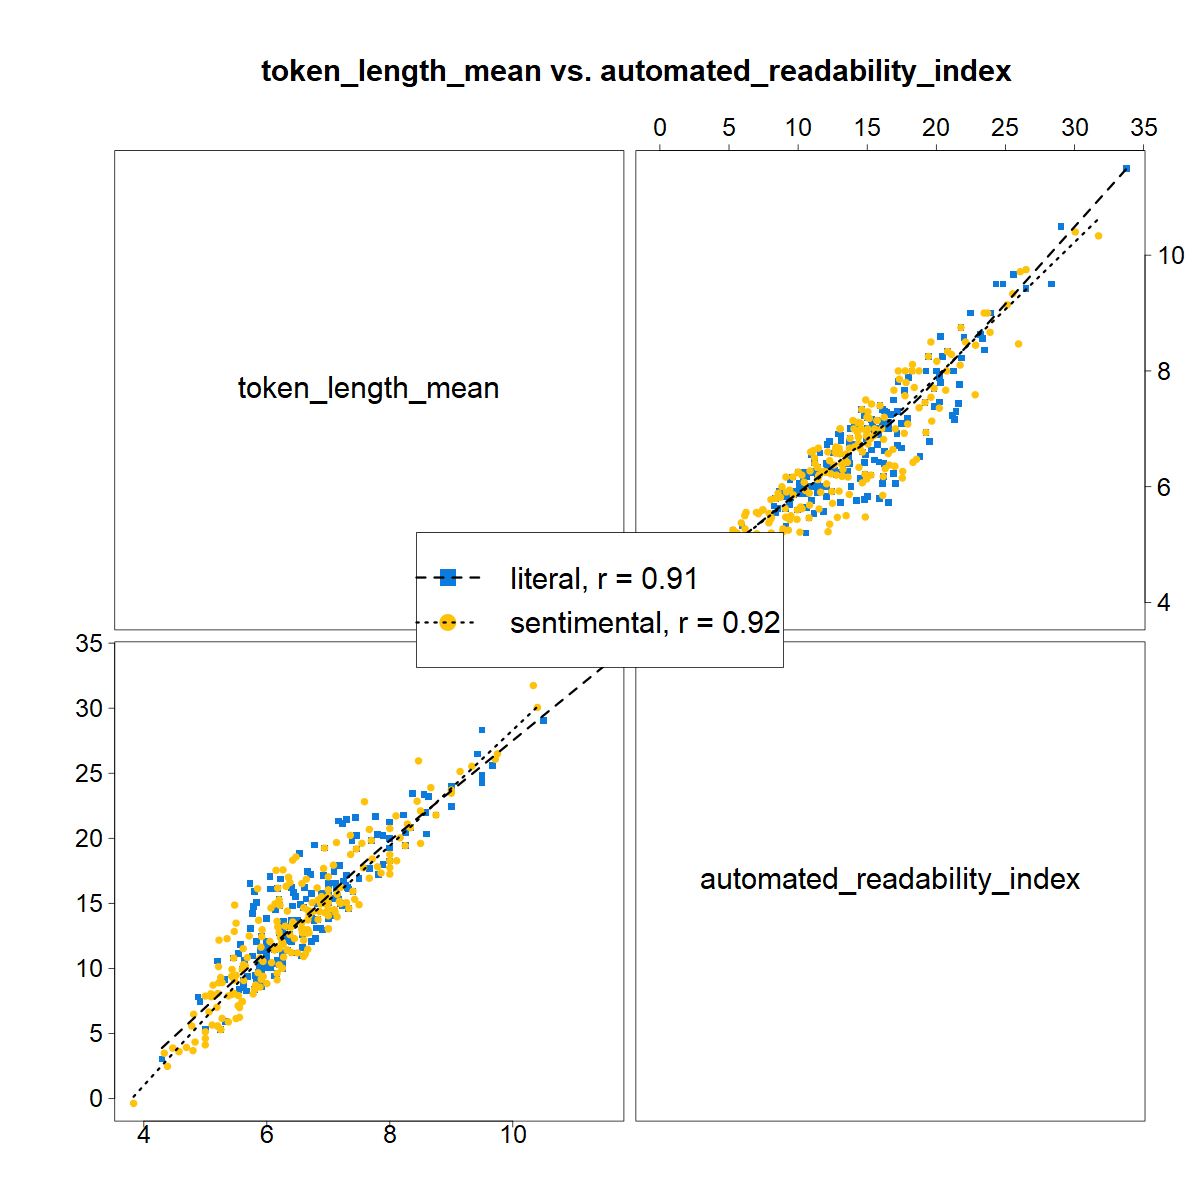 token_length_mean vs. automated_readability_index
0 5 10 15 20 25 30 35
token_length_mean
10
8
6
4
literal, r = 0.91
sentimental, r = 0.92
35
30
25
20
15
10
5
0
automated_readability_index
4 6 8 10